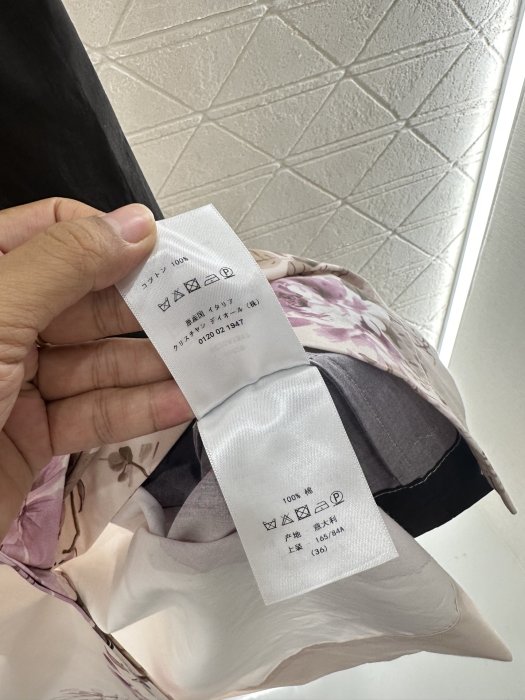 コットン 100%
P
原産国 イタリア
クリスチャン ディオール (株)
0120 02 1947
100% 棉
P
产地 意大利
上装 165/84A
(36)